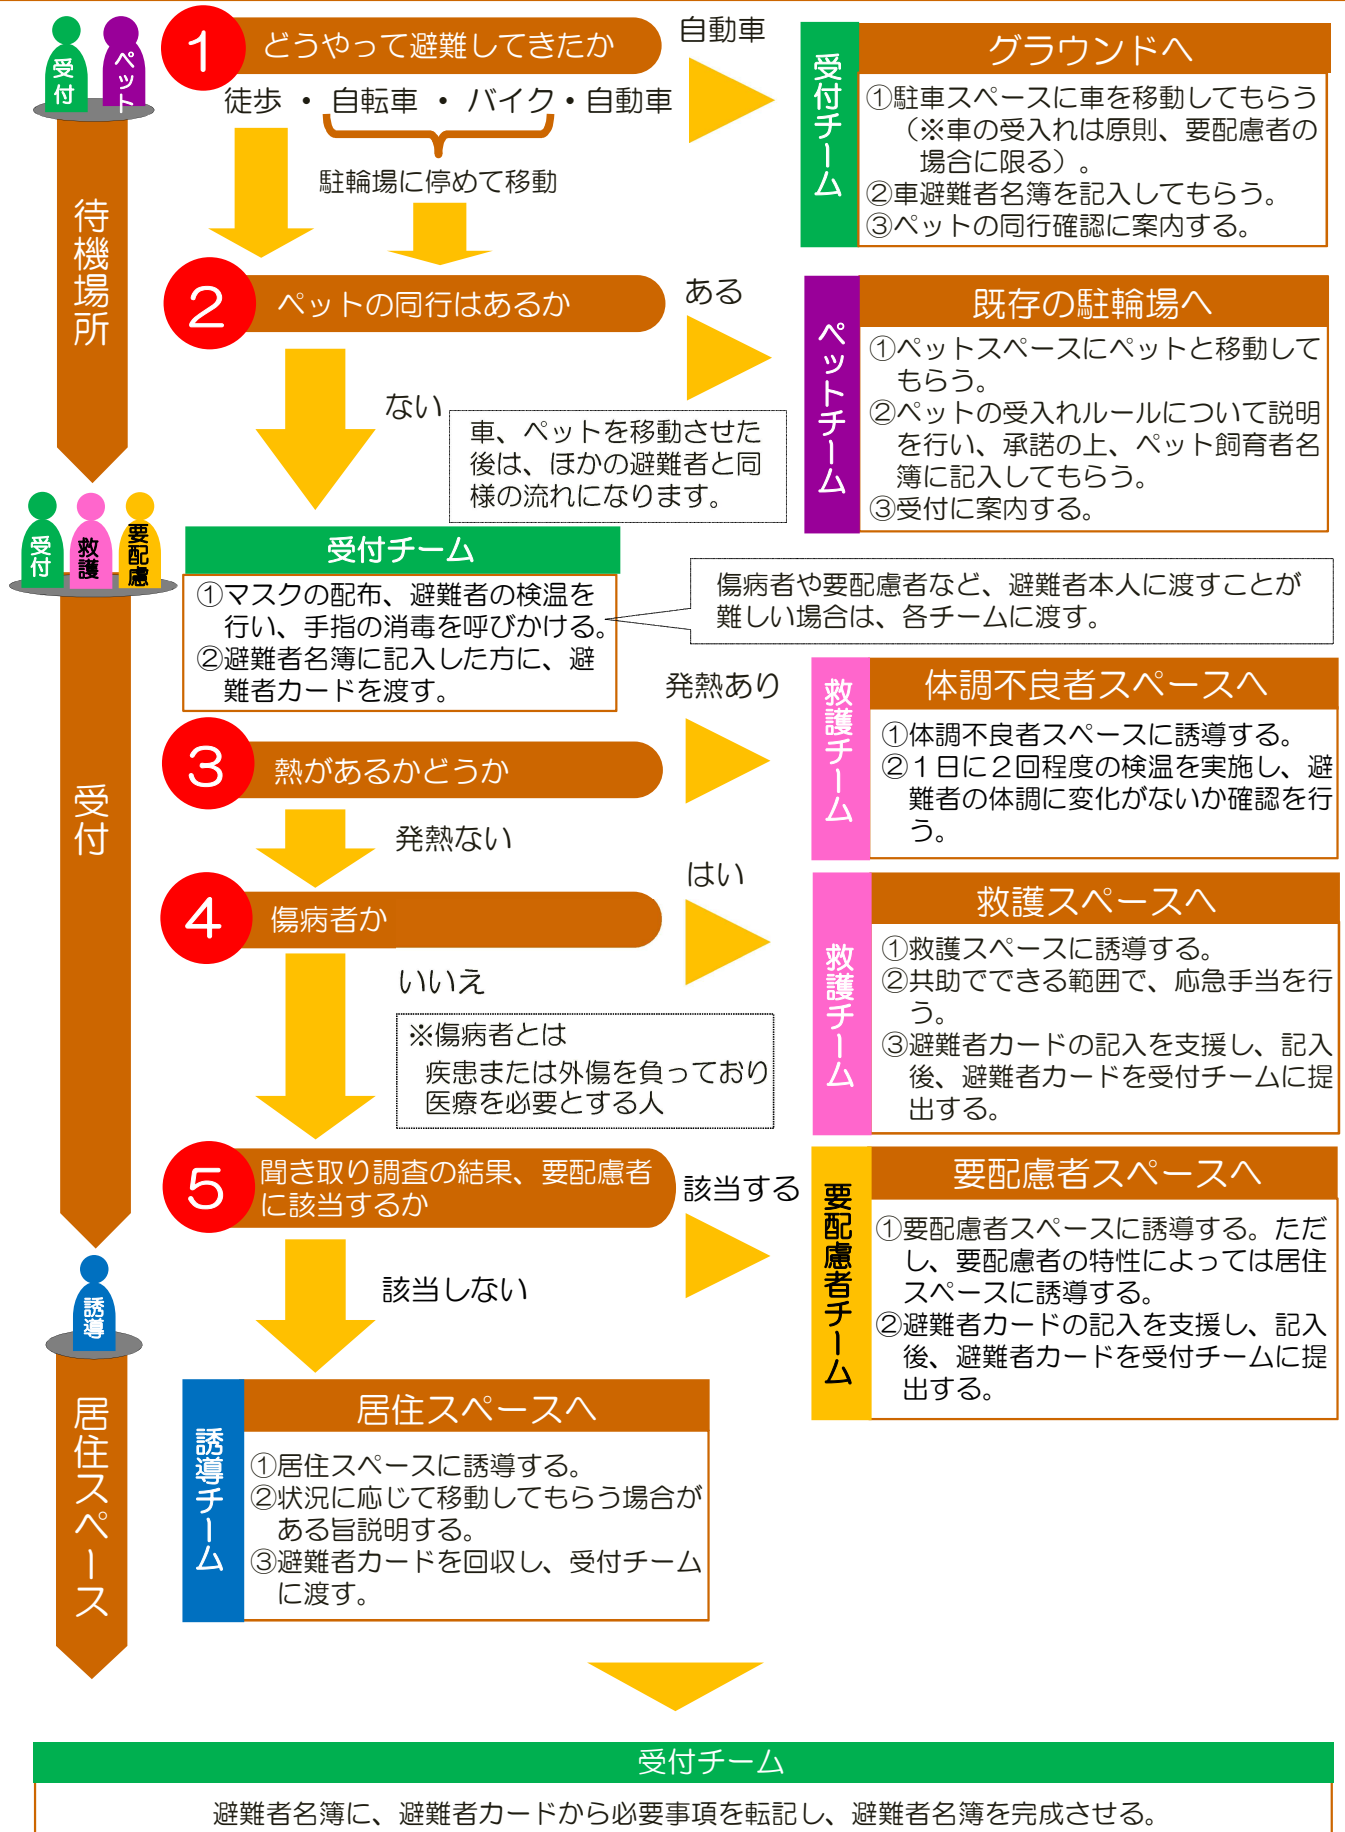 受付
ペット
1
どうやって避難してきたか
自動車
徒歩 ・ 自転車 ・ バイク・自動車
駐輪場に停めて移動
受付チーム
グラウンドへ
①駐車スペースに車を移動してもらう
（※車の受入れは原則、要配慮者の
場合に限る）。
②車避難者名簿を記入してもらう。
③ペットの同行確認に案内する。
待機場所
2
ペットの同行はあるか
ある
ない
車、ペットを移動させた
後は、ほかの避難者と同
様の流れになります。
ペットチーム
既存の駐輪場へ
①ペットスペースにペットと移動して
もらう。
②ペットの受入れルールについて説明
を行い、承諾の上、ペット飼育者名
簿に記入してもらう。
③受付に案内する。
受付
救護
要配慮
受付チーム
①マスクの配布、避難者の検温を
行い、手指の消毒を呼びかける。
②避難者名簿に記入した方に、避
難者カードを渡す。
傷病者や要配慮者など、避難者本人に渡すことが
難しい場合は、各チームに渡す。
受付
3
熱があるかどうか
発熱あり
発熱ない
救護チーム
体調不良者スペースへ
①体調不良者スペースに誘導する。
②１日に２回程度の検温を実施し、避
難者の体調に変化がないか確認を行
う。
4
傷病者か
はい
いいえ
※傷病者とは
疾患または外傷を負っており
医療を必要とする人
救護チーム
救護スペースへ
①救護スペースに誘導する。
②共助でできる範囲で、応急手当を行
う。
③避難者カードの記入を支援し、記入
後、避難者カードを受付チームに提
出する。
5
聞き取り調査の結果、要配慮者
に該当するか
該当する
該当しない
要配慮者チーム
要配慮者スペースへ
①要配慮者スペースに誘導する。ただ
し、要配慮者の特性によっては居住
スペースに誘導する。
②避難者カードの記入を支援し、記入
後、避難者カードを受付チームに提
出する。
誘導
居住スペース
誘導チーム
居住スペースへ
①居住スペースに誘導する。
②状況に応じて移動してもらう場合が
ある旨説明する。
③避難者カードを回収し、受付チーム
に渡す。
受付チーム
避難者名簿に、避難者カードから必要事項を転記し、避難者名簿を完成させる。